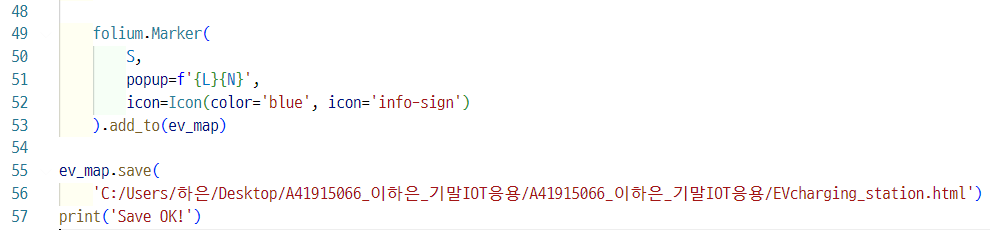 48
49 folium.Marker(
50 S,
51 popup=f'{L}{N}',
52 icon=Icon(color='blue', icon='info-sign')
53 ).add_to(ev_map)
54
55 ev_map.save(
56 'C:/Users/하은/Desktop/A41915066_이하은_기말IOT응용/A41915066_이하은_기말IOT응용/EVcharging_station.html')
57 print('Save OK!')